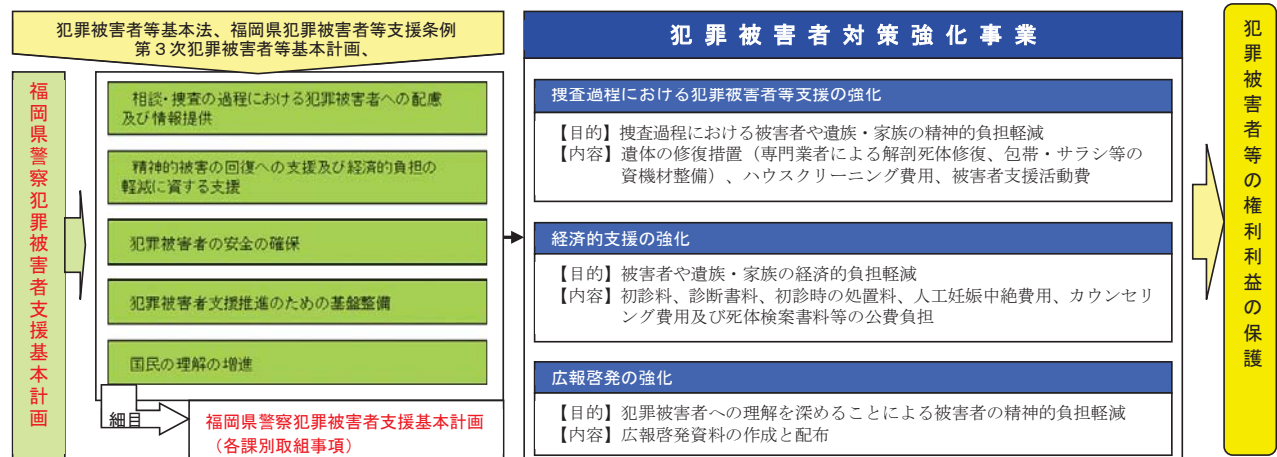 犯罪被害者等基本法、福岡県犯罪被害者等支援条例
第3次犯罪被害者等基本計画、
福岡県警察犯罪被害者支援基本計画
相談・捜査の過程における犯罪被害者への配慮
及び情報提供
精神的被害の回復への支援及び経済的負担の
軽減に資する支援
犯罪被害者の安全の確保
犯罪被害者支援推進のための基盤整備
国民の理解の増進
細目
福岡県警察犯罪被害者支援基本計画
（各課別取組事項）
犯罪被害者対策強化事業
捜査過程における犯罪被害者等支援の強化
【目的】捜査過程における被害者や遺族・家族の精神的負担軽減
【内容】遺体の修復措置（専門業者による解剖死体修復、包帯・サラシ等の
資機材整備）、ハウスクリーニング費用、被害者支援活動費
経済的支援の強化
【目的】被害者や遺族・家族の経済的負担軽減
【内容】初診料、診断書料、初診時の処置料、人工妊娠中絶費用、カウンセリ
ング費用及び死体検案書料等の公費負担
広報啓発の強化
【目的】犯罪被害者への理解を深めることによる被害者の精神的負担軽減
【内容】広報啓発資料の作成と配布
犯罪被害者等の権利利益の保護